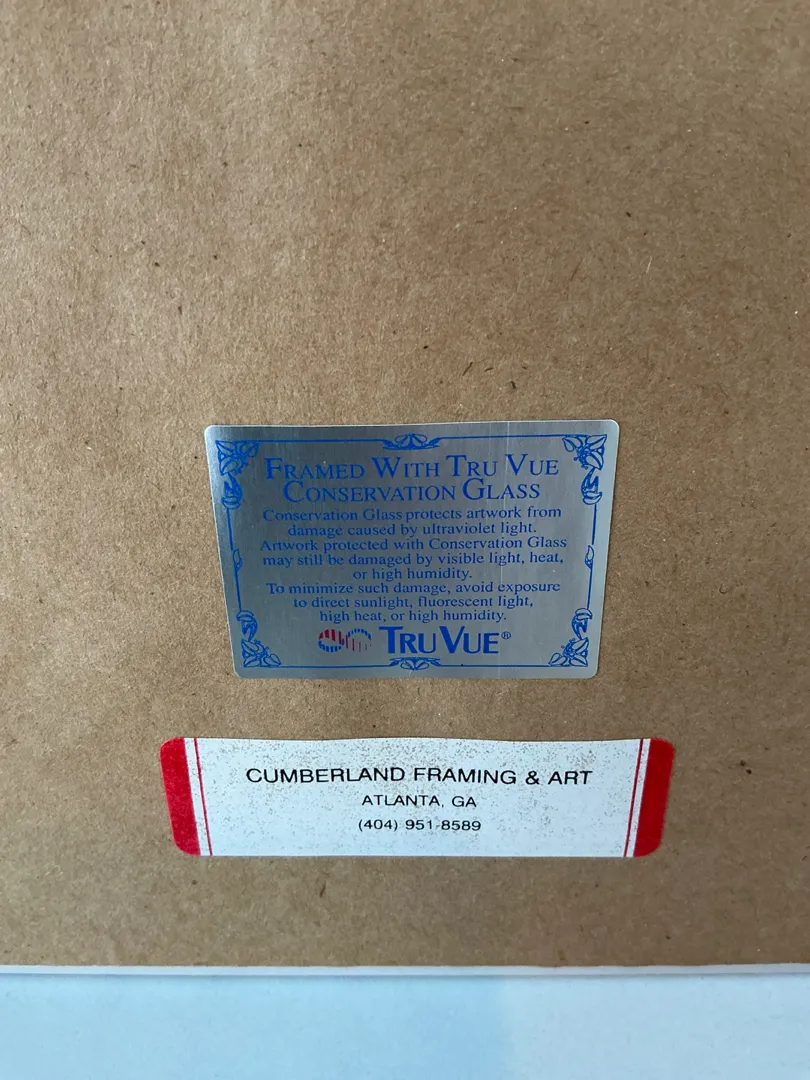 FRAMED WITH TRU VUE
CONSERVATION GLASS
Conservation Glass protects artwork from
damage caused by ultraviolet light.
Artwork protected with Conservation Glass
may still be damaged by visible light, heat,
or high humidity.
To minimize such damage, avoid exposure
to direct sunlight, fluorescent light,
high heat, or high humidity.
TRU VUE®
CUMBERLAND FRAMING & ART
ATLANTA, GA
(404) 951-8589